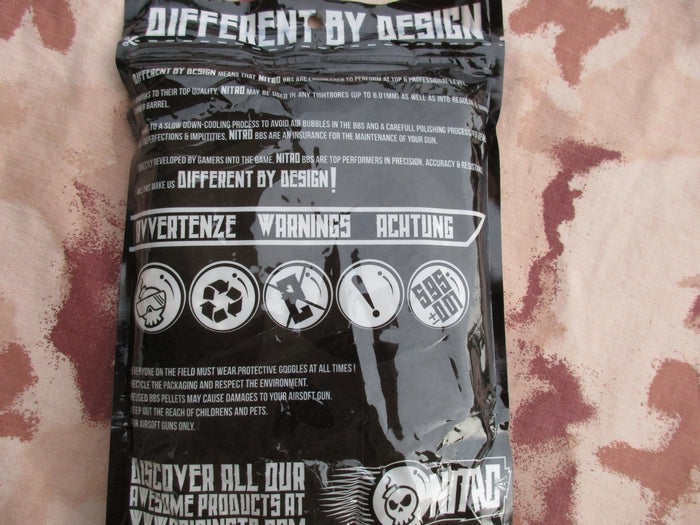 DIFFERENT BY DESIGN
DIFFERENT BY DESIGN MEANS THAT NITRO BBS ARE ENGINEERED TO PERFORM AT TOP & PROFESSIONAL LEVEL
TO THEIR TOP QUALITY, NITRO MAY BE USED IN ANY TIGHTBORES (UP TO 6.01MM) AS WELL AS INTO REGULAR
BARREL.
TO A SLOW DOWN-COOLING PROCESS TO AVOID AIR BUBBLES IN THE BBS AND A CAREFULL POLISHING PROCESS
& IMPUTITIES, NITRO BBS ARE AN INSURANCE FOR THE MAINTENANCE OF YOUR GUN.
DEVELOPED BY GAMERS INTO THE GAME, NITRO BBS ARE TOP PERFORMERS IN PRECISION, ACCURACY &
ALL THIS MAKE US DIFFERENT BY DESIGN!
AVVERTENZE WARNINGS ACHTUNG
5.95
±0.01
EVERYONE ON THE FIELD MUST WEAR PROTECTIVE GOGGLES AT ALL TIMES!
RECYCLE THE PACKAGING AND RESPECT THE ENVIRONMENT.
REUSED BBS PELLETS MAY CAUSE DAMAGES TO YOUR AIRSOFT GUN.
KEEP OUT THE REACH OF CHILDRENS AND PETS.
FOR AIRSOFT GUNS ONLY.
DISCOVER ALL OUR
AWESOME PRODUCTS AT
NITRO